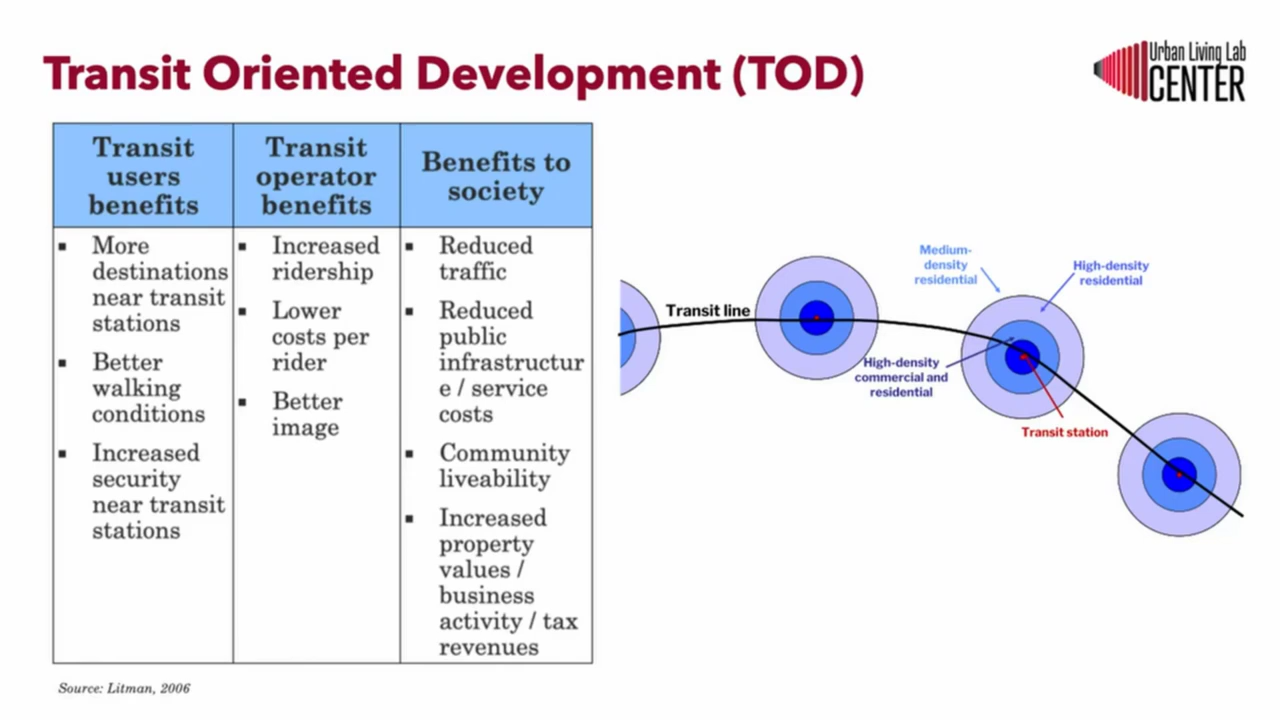 Transit Oriented Development (TOD)
Urban Living Lab
CENTER
Transit
users
benefits
▪ More
destinations
near transit
stations
▪ Better
walking
conditions
▪ Increased
security
near transit
stations
Transit
operator
benefits
▪ Increased
ridership
▪ Lower
costs per
rider
▪ Better
image
Benefits to
society
▪ Reduced
traffic
▪ Reduced
public
infrastructur
e / service
costs
▪ Community
liveability
▪ Increased
property
values /
business
activity / tax
revenues
Transit line
Medium-
density
residential
High-density
residential
High-density
commercial and
residential
Transit station
Source: Litman, 2006